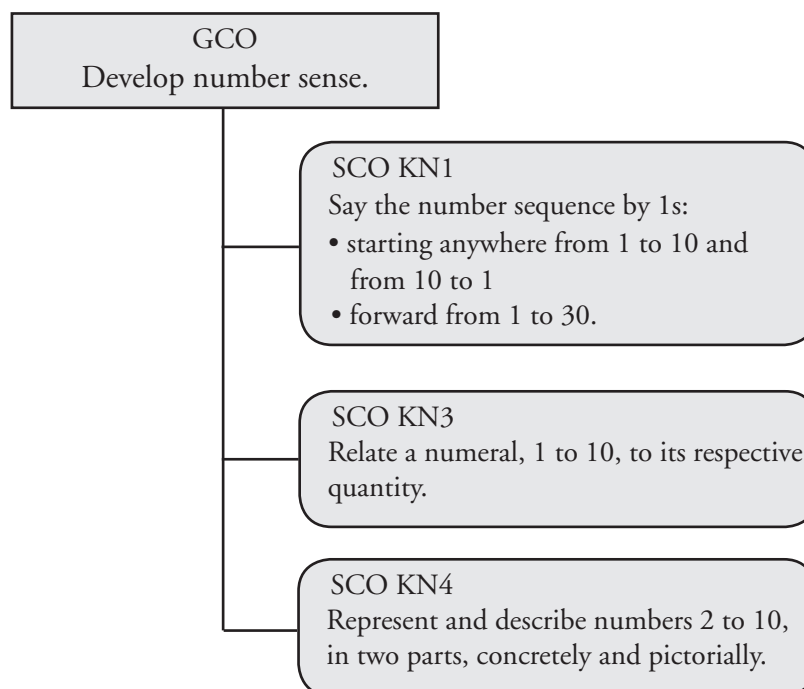 GCO
Develop number sense.
SCO KN1
Say the number sequence by 1s:
• starting anywhere from 1 to 10 and
from 10 to 1
• forward from 1 to 30.
SCO KN3
Relate a numeral, 1 to 10, to its respective
quantity.
SCO KN4
Represent and describe numbers 2 to 10,
in two parts, concretely and pictorially.